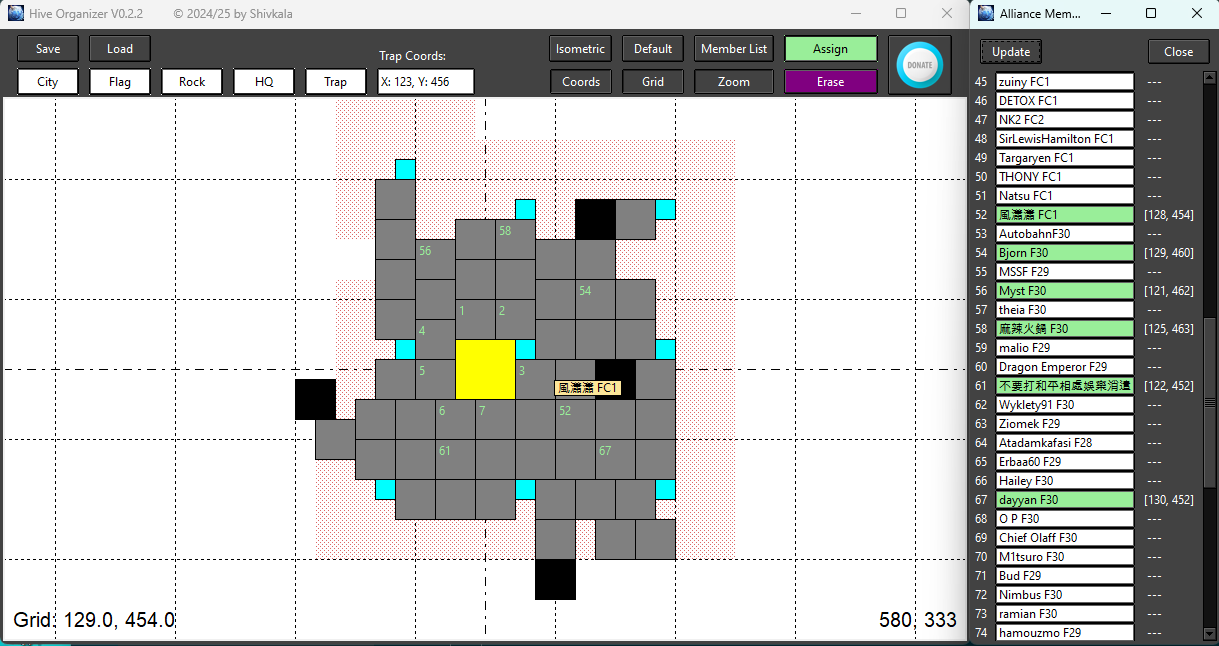 Hive Organizer V0.2.2 © 2024/25 by Shivkala
Save Load Trap Coords: Isometric Default Member List Assign DONATE
City Flag Rock HQ Trap X: 123, Y: 456 Coords Grid Zoom Erase
58
56
54
1 2
4
5 3
風瀟瀟 FC1
6 7 52
61 67
Grid: 129.0, 454.0 580, 333
Alliance Mem...
Update Close
45 zuiny FC1 ---
46 DETOX FC1 ---
47 NK2 FC2 ---
48 SirLewisHamilton FC1 ---
49 Targaryen FC1 ---
50 THONY FC1 ---
51 Natsu FC1 ---
52 風瀟瀟 FC1 [128, 454]
53 AutobahnF30 ---
54 Bjorn F30 [129, 460]
55 MSSF F29 ---
56 Myst F30 [121, 462]
57 theia F30 ---
58 麻辣火鍋 F30 [125, 463]
59 malio F29 ---
60 Dragon Emperor F29 ---
61 不要打和平相處娛樂消遣 [122, 452]
62 Wyklety91 F30 ---
63 Ziomek F29 ---
64 Atadamkafasi F28 ---
65 Erbaa60 F29 ---
66 Hailey F30 ---
67 dayyan F30 [130, 452]
68 O P F30 ---
69 Chief Olaff F30 ---
70 M1tsuro F30 ---
71 Bud F29 ---
72 Nimbus F30 ---
73 ramian F30 ---
74 hamouzmo F29 ---